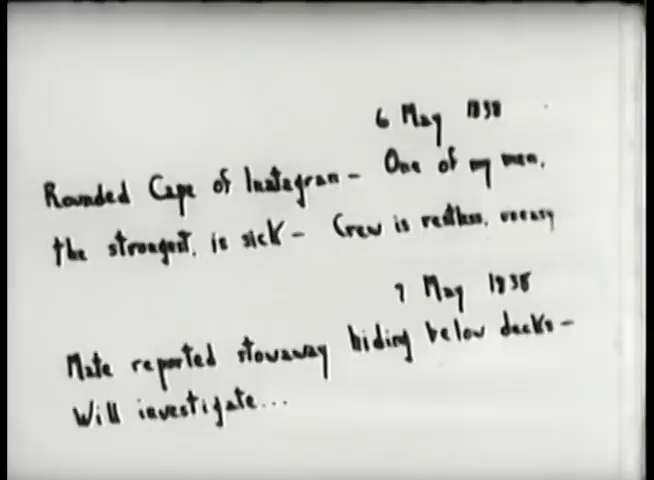 6 May 1838
Rounded Cape of - One of my men,
the strongest, is sick - Crew is restless, uneasy
7 May 1838
Mate reported stowaway hiding below decks -
Will investigate...